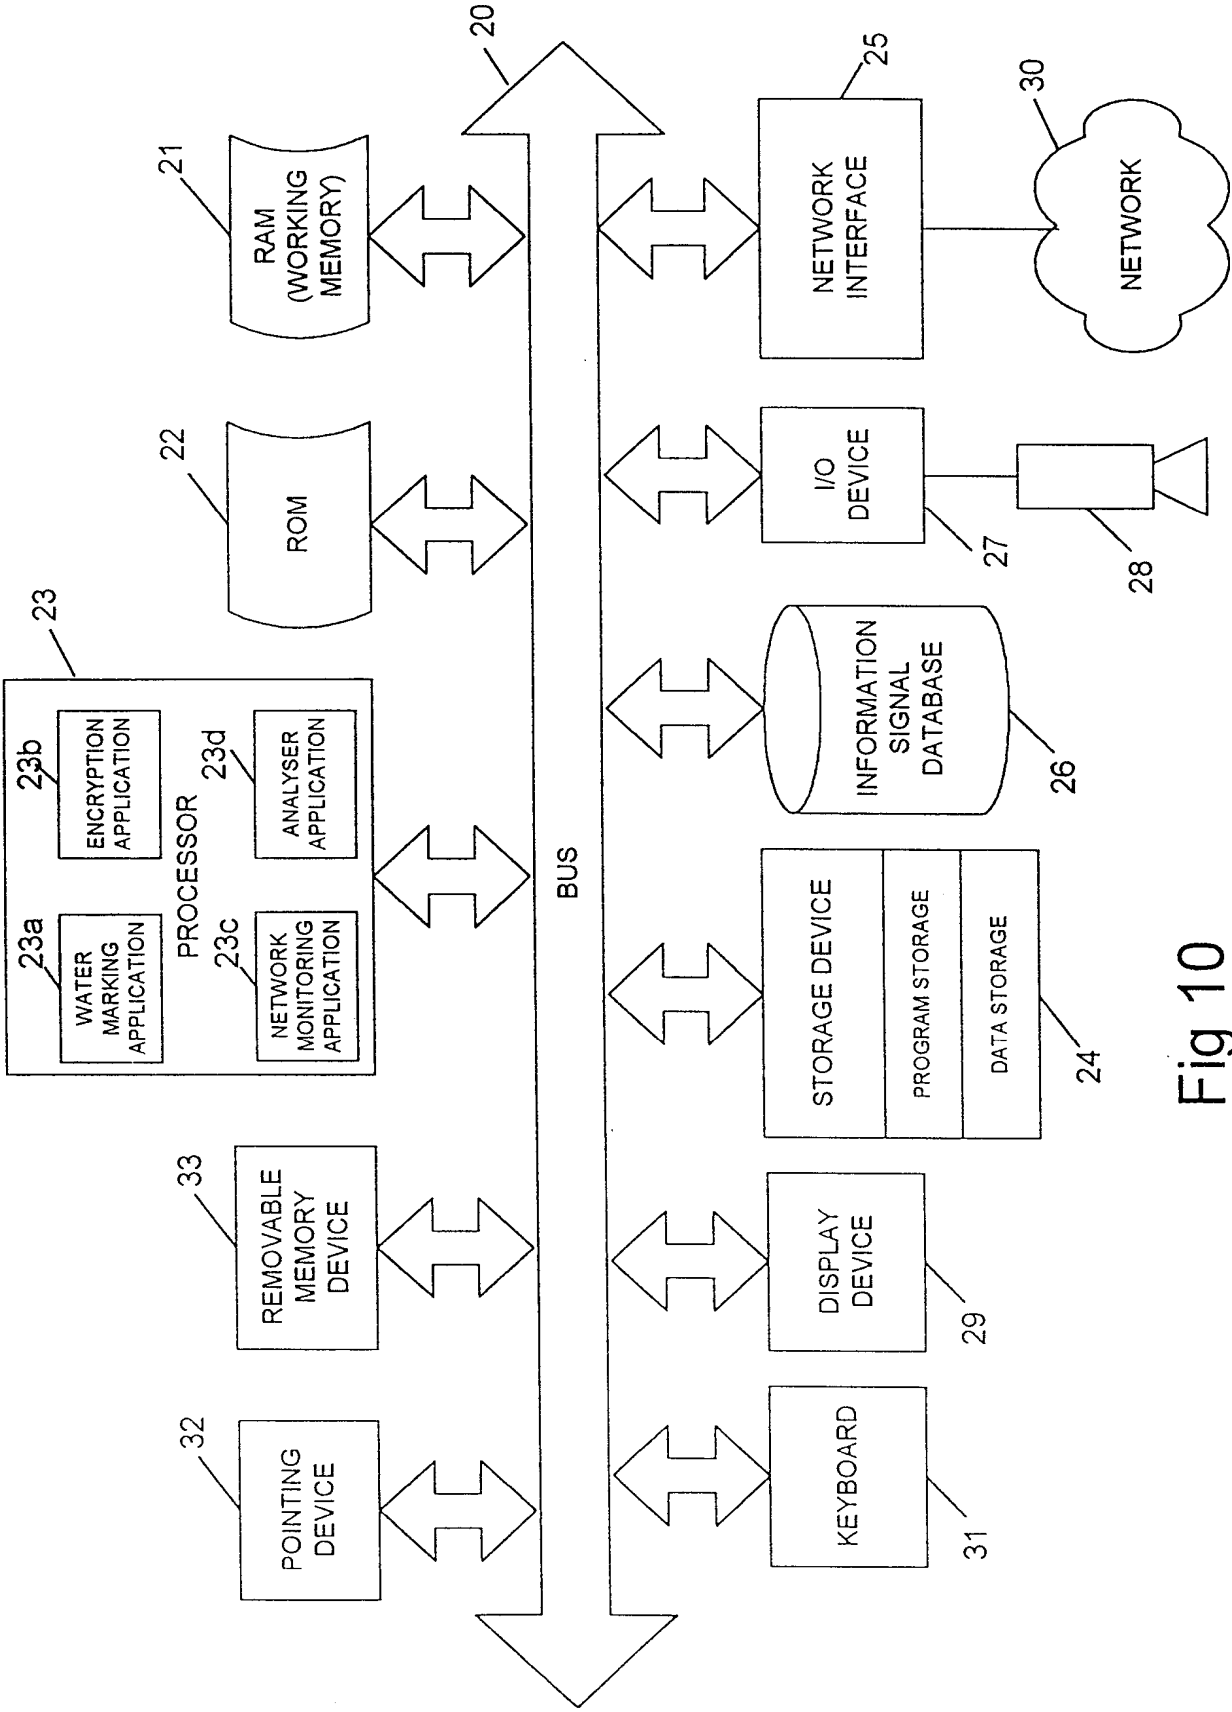 32
POINTING
DEVICE
33
REMOVABLE
MEMORY
DEVICE
23
23a
WATER
MARKING
APPLICATION
23b
ENCRYPTION
APPLICATION
PROCESSOR
23c
NETWORK
MONITORING
APPLICATION
23d
ANALYSER
APPLICATION
22
ROM
21
RAM
(WORKING
MEMORY)
20
BUS
KEYBOARD
31
DISPLAY
DEVICE
29
STORAGE DEVICE
PROGRAM STORAGE
DATA STORAGE
24
INFORMATION
SIGNAL
DATABASE
26
I/O
DEVICE
27
28
NETWORK
INTERFACE
25
30
NETWORK
Fig 10